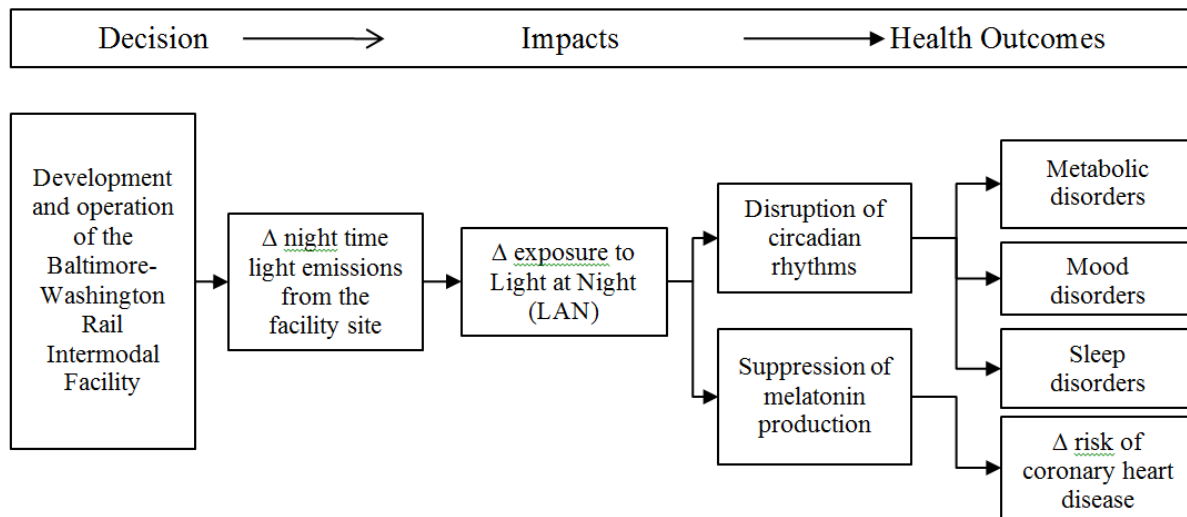 Decision
Impacts
Health Outcomes
Development
and operation
of the
Baltimore-
Washington
Rail
Intermodal
Facility
Δ night time
light emissions
from the
facility site
Δ exposure to
Light at Night
(LAN)
Disruption of
circadian
rhythms
Suppression of
melatonin
production
Metabolic
disorders
Mood
disorders
Sleep
disorders
Δ risk of
coronary heart
disease